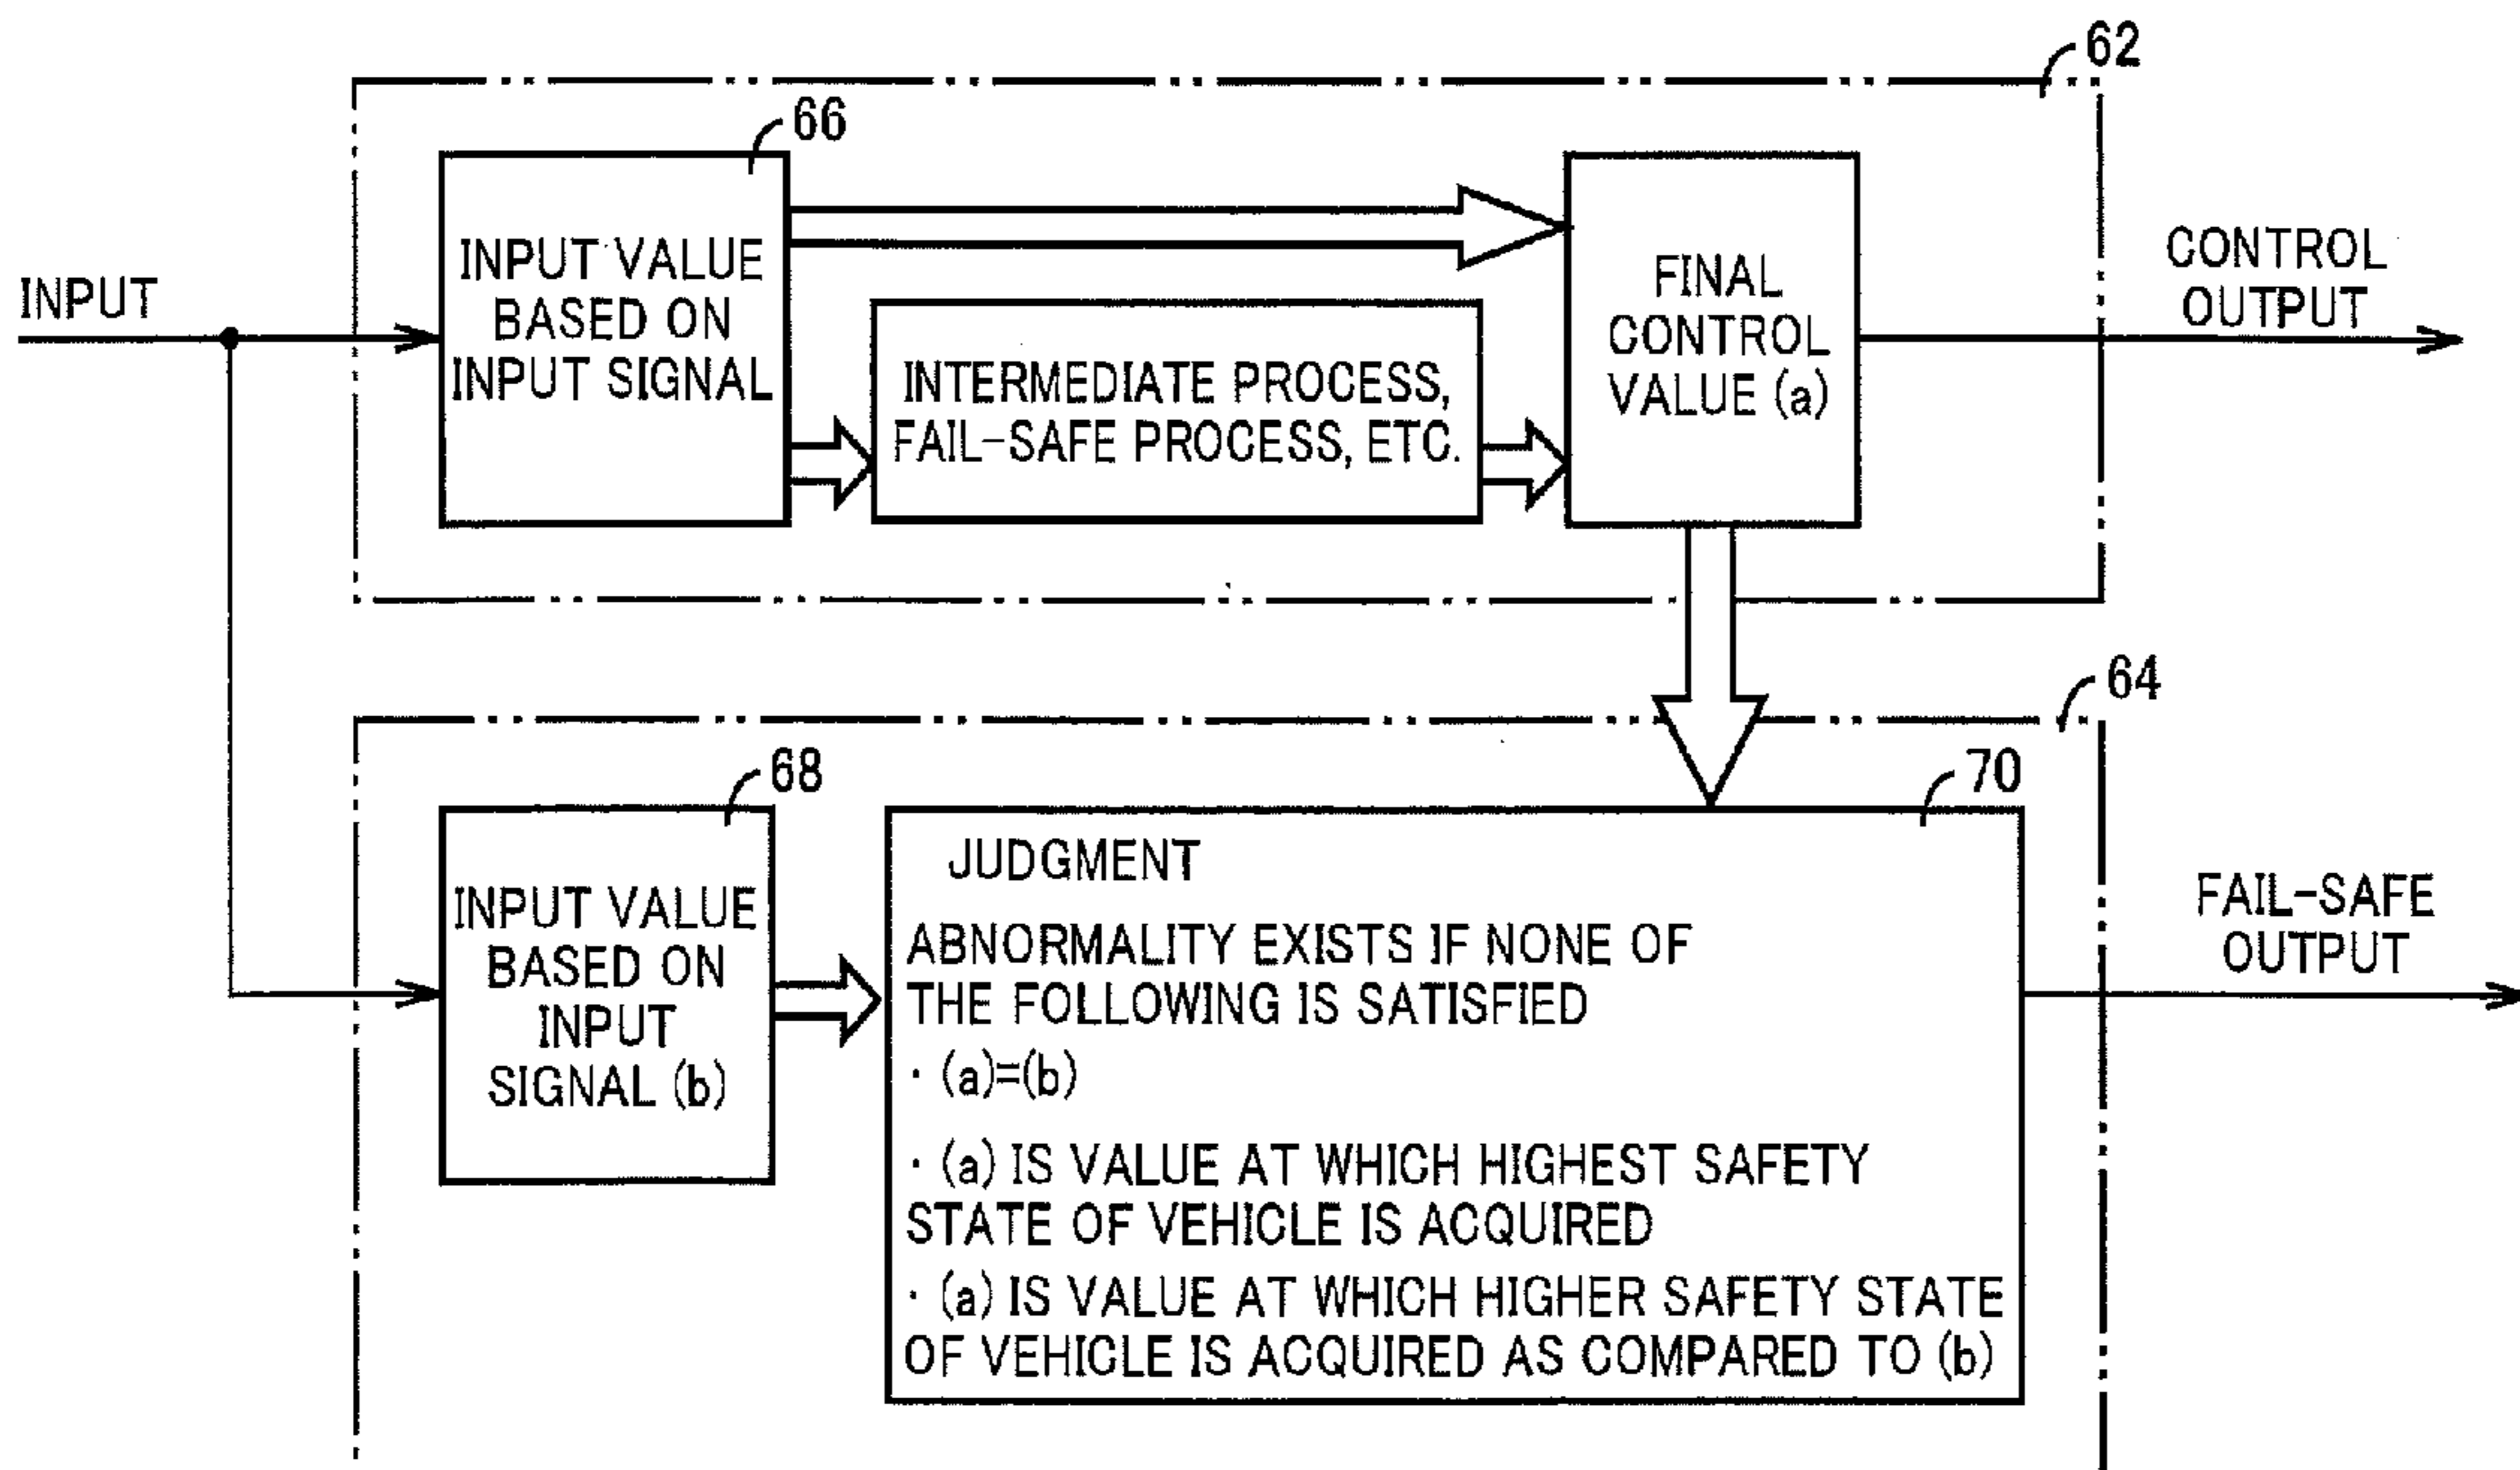 62
66
INPUT
INPUT VALUE
BASED ON
INPUT SIGNAL
INTERMEDIATE PROCESS,
FAIL-SAFE PROCESS, ETC.
FINAL
CONTROL
VALUE (a)
CONTROL
OUTPUT
64
68
INPUT VALUE
BASED ON
INPUT
SIGNAL (b)
70
JUDGMENT
ABNORMALITY EXISTS IF NONE OF
THE FOLLOWING IS SATISFIED
· (a)=(b)
· (a) IS VALUE AT WHICH HIGHEST SAFETY
STATE OF VEHICLE IS ACQUIRED
· (a) IS VALUE AT WHICH HIGHER SAFETY STATE
OF VEHICLE IS ACQUIRED AS COMPARED TO (b)
FAIL-SAFE
OUTPUT